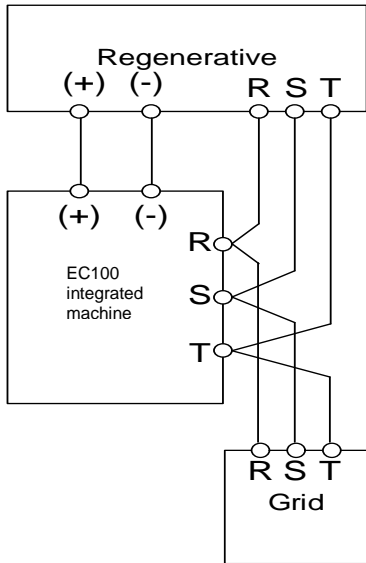 Regenerative
(+) (-) R S T
(+) (-)
R
EC100
integrated
machine
S
T
R S T
Grid